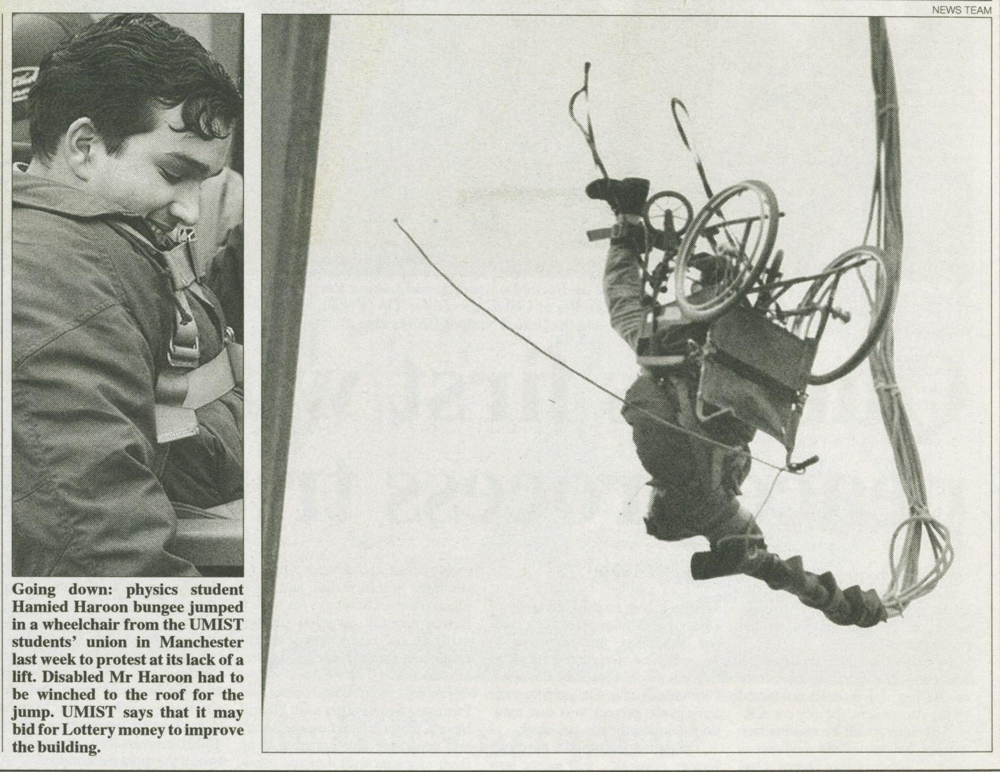 NEWS TEAM
Going down: physics student
Hamied Haroon bungee jumped
in a wheelchair from the UMIST
students’ union in Manchester
last week to protest at its lack of a
lift. Disabled Mr Haroon had to
be winched to the roof for the
jump. UMIST says that it may
bid for Lottery money to improve
the building.